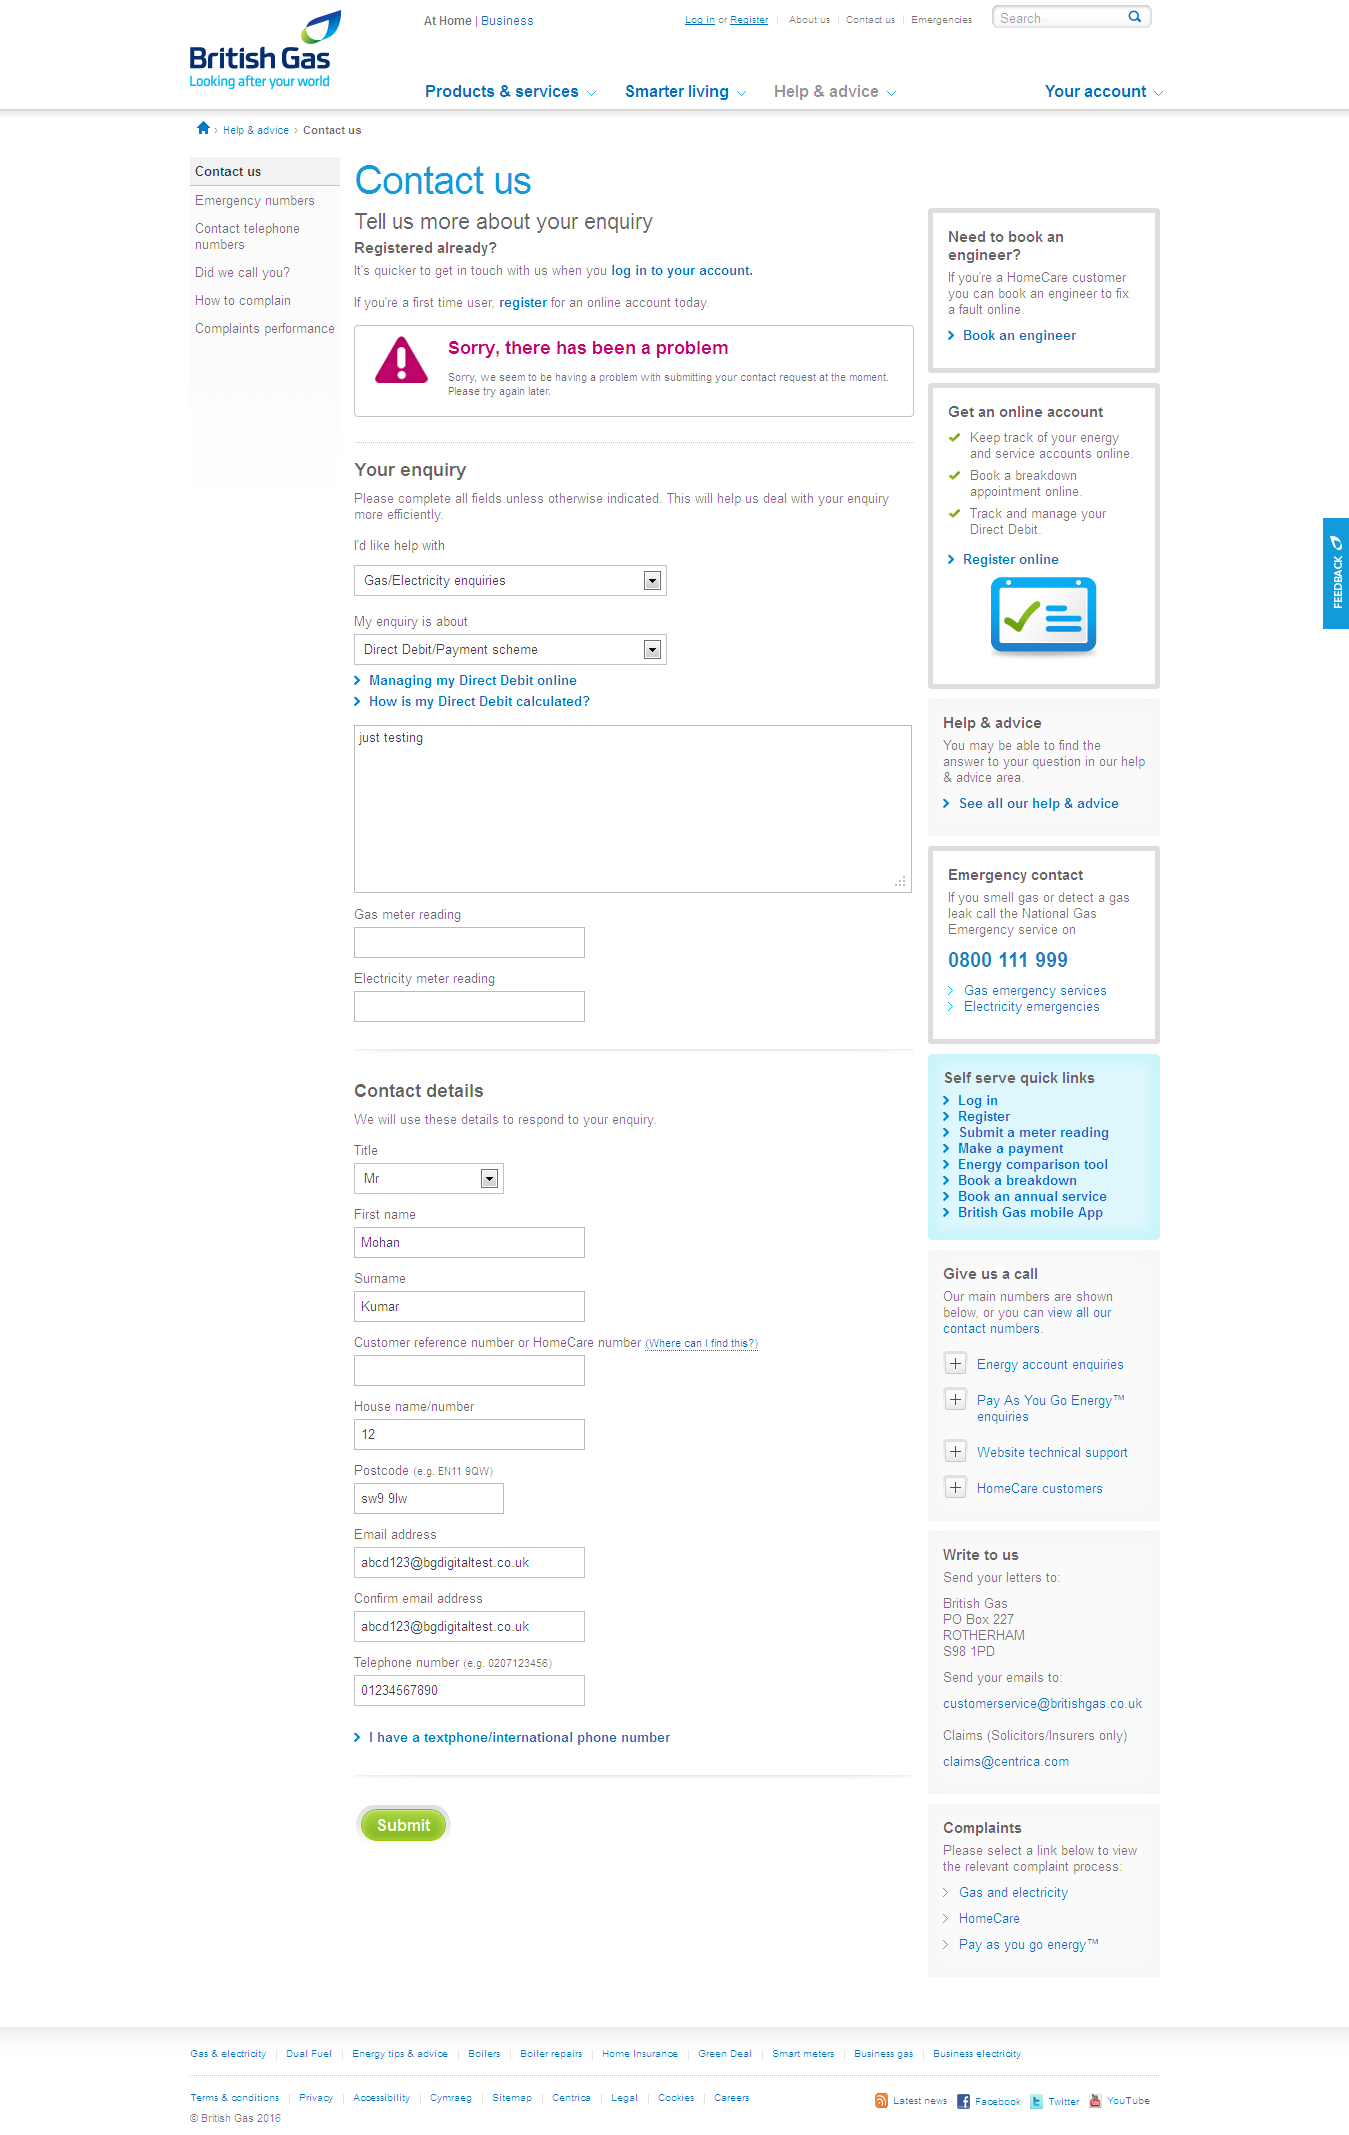 British Gas
Looking after your world
At Home | Business
Log in or Register
About us
Contact us
Emergencies
Search
Products & services
Smarter living
Help & advice
Your account
› Help & advice › Contact us
Contact us
Emergency numbers
Contact telephone
numbers
Did we call you?
How to complain
Complaints performance
Contact us
Tell us more about your enquiry
Registered already?
It's quicker to get in touch with us when you log in to your account.
If you're a first time user, register for an online account today.
Sorry, there has been a problem
Sorry, we seem to be having a problem with submitting your contact request at the moment.
Please try again later.
Your enquiry
Please complete all fields unless otherwise indicated. This will help us deal with your enquiry
more efficiently.
I'd like help with
Gas/Electricity enquiries
My enquiry is about
Direct Debit/Payment scheme
Managing my Direct Debit online
How is my Direct Debit calculated?
just testing
Gas meter reading
Electricity meter reading
Contact details
We will use these details to respond to your enquiry.
Title
Mr
First name
Mohan
Surname
Kumar
Customer reference number or HomeCare number (Where can I find this?)
House name/number
12
Postcode (e.g. EN11 9QW)
sw9 9lw
Email address
abcd123@bgdigitaltest.co.uk
Confirm email address
abcd123@bgdigitaltest.co.uk
Telephone number (e.g. 0207123456)
01234567890
I have a textphone/international phone number
Submit
Need to book an
engineer?
If you're a HomeCare customer
you can book an engineer to fix
a fault online.
Book an engineer
Get an online account
Keep track of your energy
and service accounts online.
Book a breakdown
appointment online.
Track and manage your
Direct Debit.
Register online
FEEDBACK
Help & advice
You may be able to find the
answer to your question in our help
& advice area.
See all our help & advice
Emergency contact
If you smell gas or detect a gas
leak call the National Gas
Emergency service on
0800 111 999
Gas emergency services
Electricity emergencies
Self serve quick links
Log in
Register
Submit a meter reading
Make a payment
Energy comparison tool
Book a breakdown
Book an annual service
British Gas mobile App
Give us a call
Our main numbers are shown
below, or you can view all our
contact numbers.
Energy account enquiries
Pay As You Go Energy™
enquiries
Website technical support
HomeCare customers
Write to us
Send your letters to:
British Gas
PO Box 227
ROTHERHAM
S98 1PD
Send your emails to:
customerservice@britishgas.co.uk
Claims (Solicitors/Insurers only)
claims@centrica.com
Complaints
Please select a link below to view
the relevant complaint process:
Gas and electricity
HomeCare
Pay as you go energy™
Gas & electricity
Dual Fuel
Energy tips & advice
Boilers
Boiler repairs
Home Insurance
Green Deal
Smart meters
Business gas
Business electricity
Terms & conditions
Privacy
Accessibility
Cymraeg
Sitemap
Centrica
Legal
Cookies
Careers
Latest news
Facebook
Twitter
YouTube
© British Gas 2016